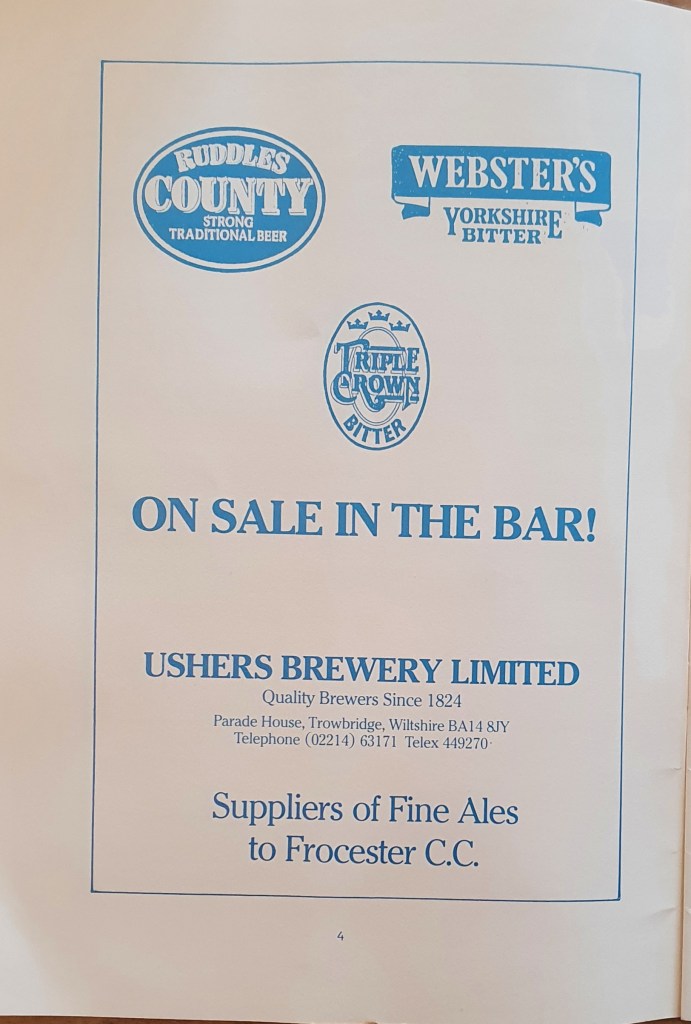 RUDDLES
COUNTY
STRONG
TRADITIONAL BEER
WEBSTER'S
YORKSHIRE
BITTER
TRIPLE
CROWN
BITTER
ON SALE IN THE BAR!
USHERS BREWERY LIMITED
Quality Brewers Since 1824
Parade House, Trowbridge, Wiltshire BA14 8JY
Telephone (02214) 63171 Telex 449270
Suppliers of Fine Ales
to Frocester C.C.
4